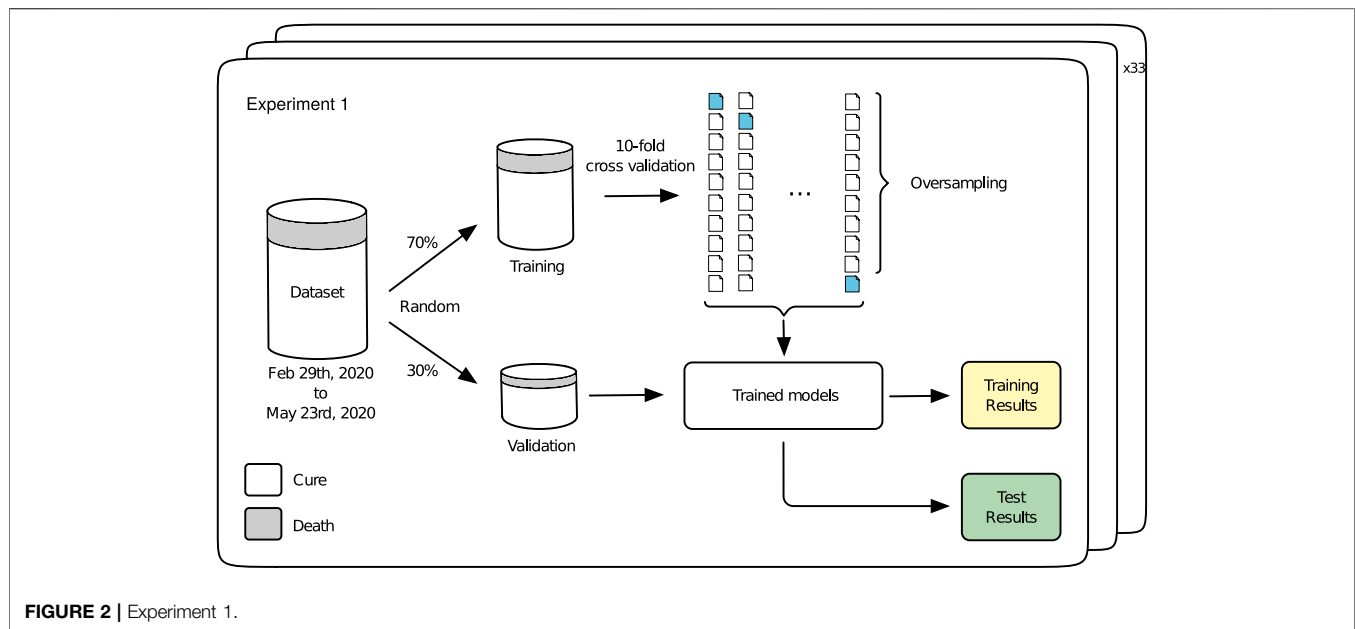 x33
Experiment 1
10-fold
cross validation
...
Oversampling
70%
Training
Dataset
Random
Feb 29th, 2020
to
May 23rd, 2020
30%
Validation
Trained models
Training
Results
Cure
Death
Test
Results
FIGURE 2 | Experiment 1.